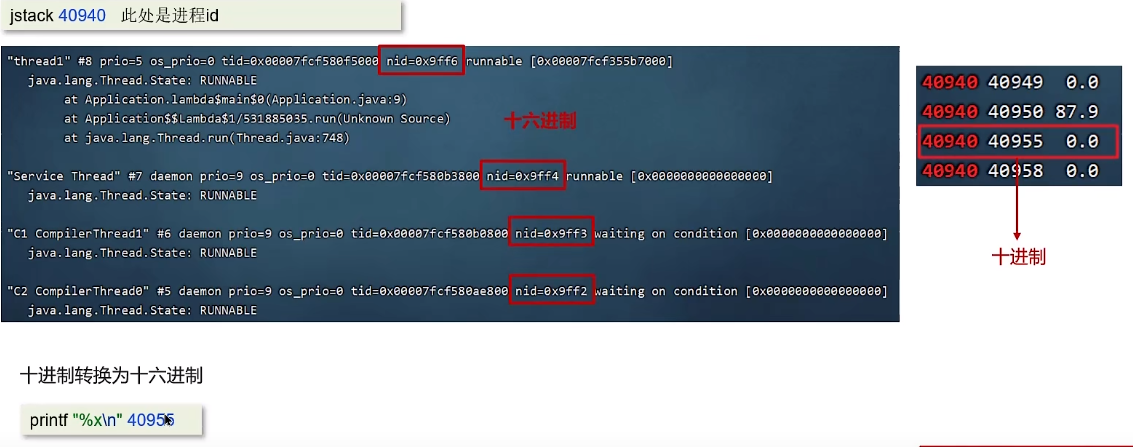 jstack 40940 此处是进程id
"thread1" #8 prio=5 os_prio=0 tid=0x00007fcf580f5000 nid=0x9ff6 runnable [0x00007fcf355b7000]
java.lang.Thread.State: RUNNABLE
at Application.lambda$main$0(Application.java:9)
at Application$$Lambda$1/531885035.run(Unknown Source)
at java.lang.Thread.run(Thread.java:748)
十六进制
"Service Thread" #7 daemon prio=9 os_prio=0 tid=0x00007fcf580b3800 nid=0x9ff4 runnable [0x0000000000000000]
java.lang.Thread.State: RUNNABLE
"C1 CompilerThread1" #6 daemon prio=9 os_prio=0 tid=0x00007fcf580b0800 nid=0x9ff3 waiting on condition [0x0000000000000000]
java.lang.Thread.State: RUNNABLE
"C2 CompilerThread0" #5 daemon prio=9 os_prio=0 tid=0x00007fcf580ae800 nid=0x9ff2 waiting on condition [0x0000000000000000]
java.lang.Thread.State: RUNNABLE
40940 40949 0.0
40940 40950 87.9
40940 40955 0.0
40940 40958 0.0
十进制
十进制转换为十六进制
printf "%x\n" 40955